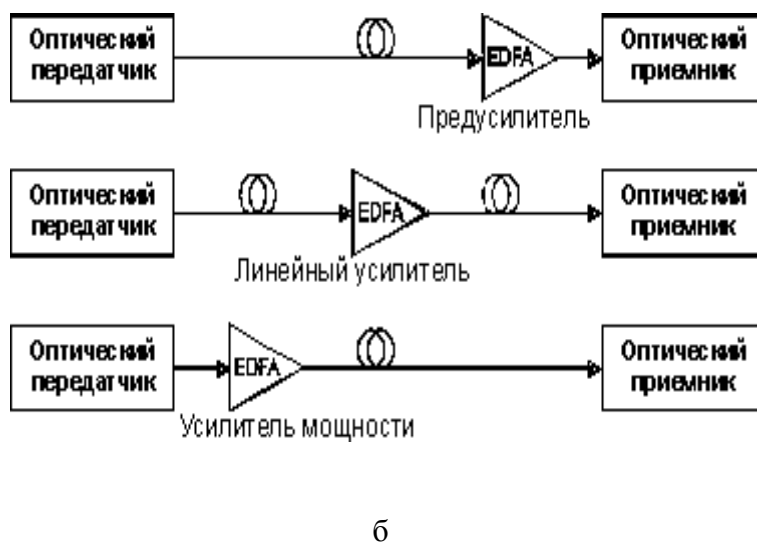 Оптический
передатчик
EDFA
Оптический
приемник
Предусилитель
Оптический
передатчик
EDFA
Оптический
приемник
Линейный усилитель
Оптический
передатчик
EDFA
Оптический
приемник
Усилитель мощности
б